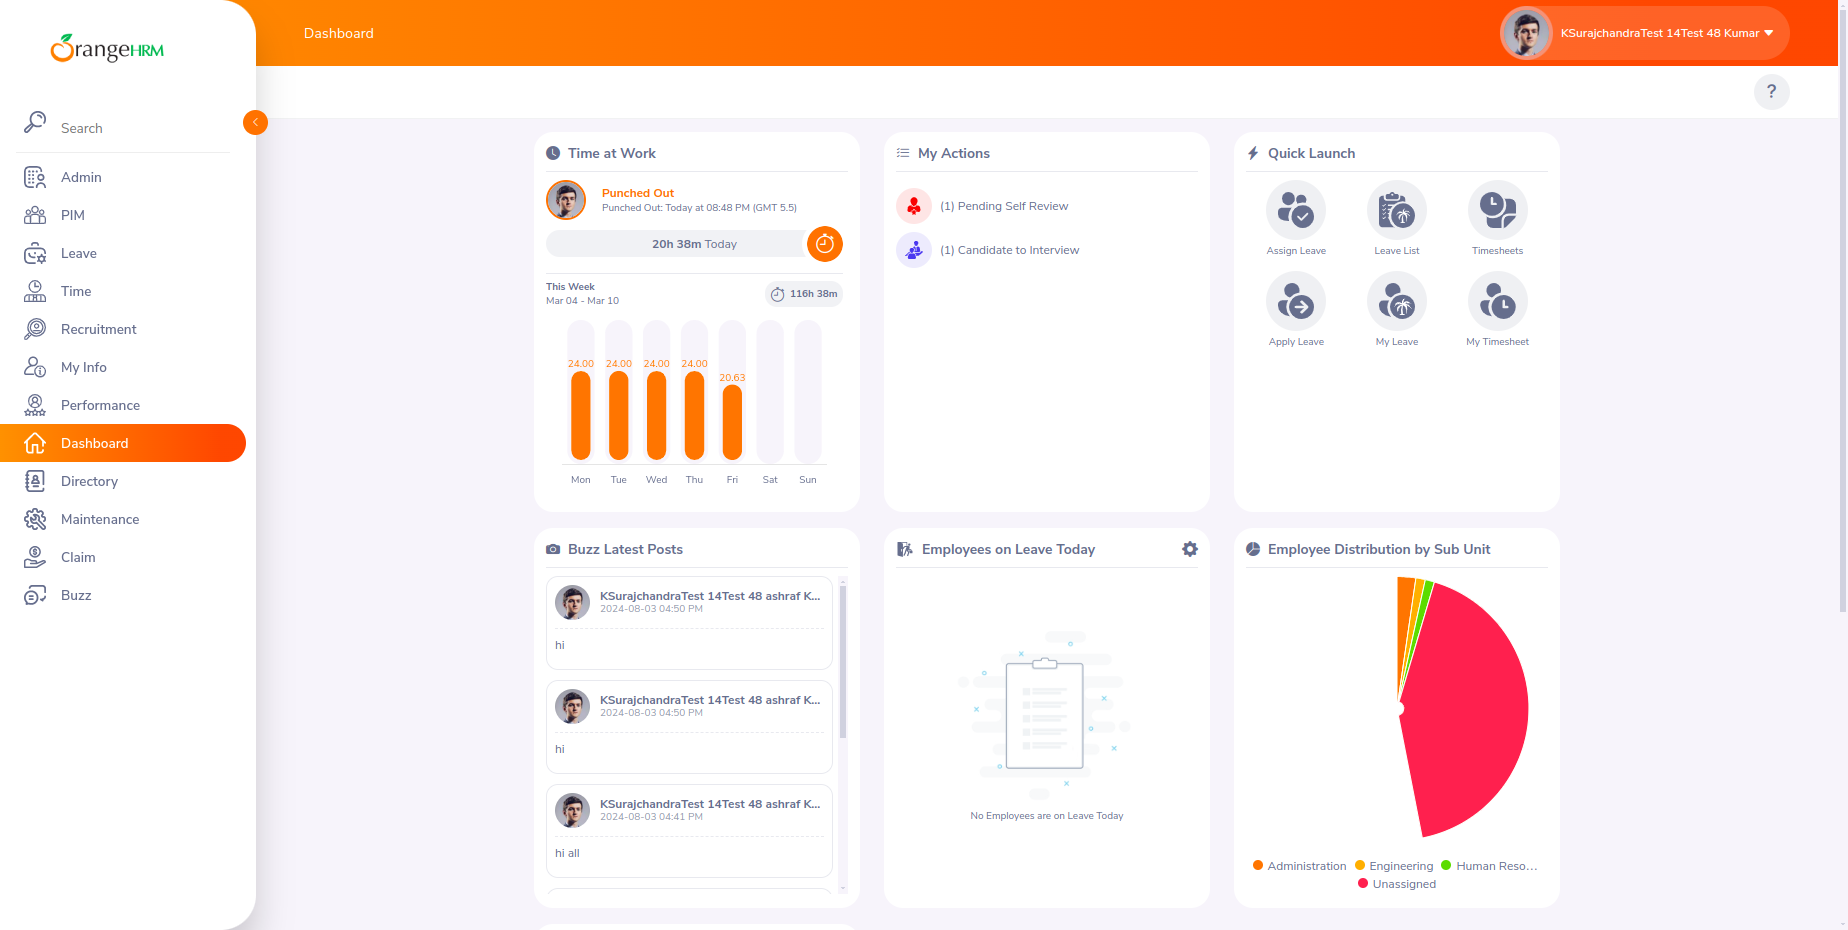 OrangeHRM
Search
Admin
PIM
Leave
Time
Recruitment
My Info
Performance
Dashboard
Directory
Maintenance
Claim
Buzz
Dashboard
KSurajchandraTest 14Test 48 Kumar
?
Time at Work
Punched Out
Punched Out: Today at 08:48 PM (GMT 5.5)
20h 38m Today
This Week
Mar 04 - Mar 10
116h 38m
24.00 24.00 24.00 24.00 20.63
Mon Tue Wed Thu Fri Sat Sun
My Actions
(1) Pending Self Review
(1) Candidate to Interview
Quick Launch
Assign Leave Leave List Timesheets
Apply Leave My Leave My Timesheet
Buzz Latest Posts
KSurajchandraTest 14Test 48 ashraf K...
2024-08-03 04:50 PM
hi
KSurajchandraTest 14Test 48 ashraf K...
2024-08-03 04:50 PM
hi
KSurajchandraTest 14Test 48 ashraf K...
2024-08-03 04:41 PM
hi all
Employees on Leave Today
No Employees are on Leave Today
Employee Distribution by Sub Unit
Administration Engineering Human Reso...
Unassigned